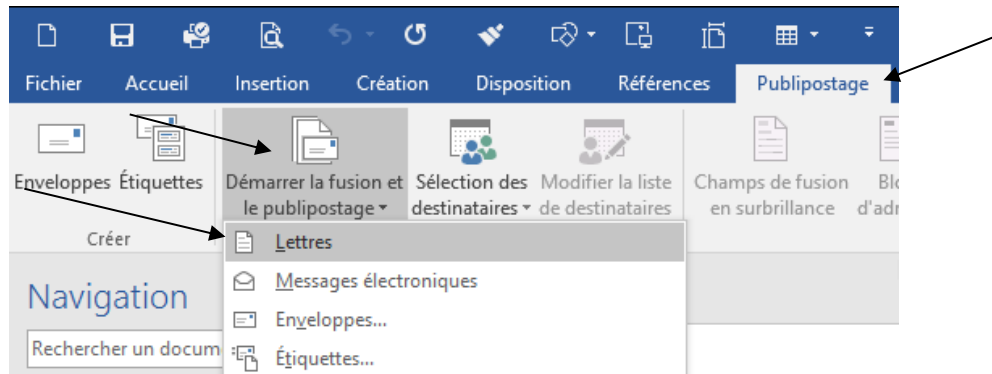 Fichier Accueil Insertion Création Disposition Références Publipostage
Enveloppes Étiquettes
Démarrer la fusion et
le publipostage
Sélection des
destinataires
Modifier la liste
de destinataires
Champs de fusion
en surbrillance
Créer
Lettres
Messages électroniques
Enveloppes...
Étiquettes...
Navigation
Rechercher un